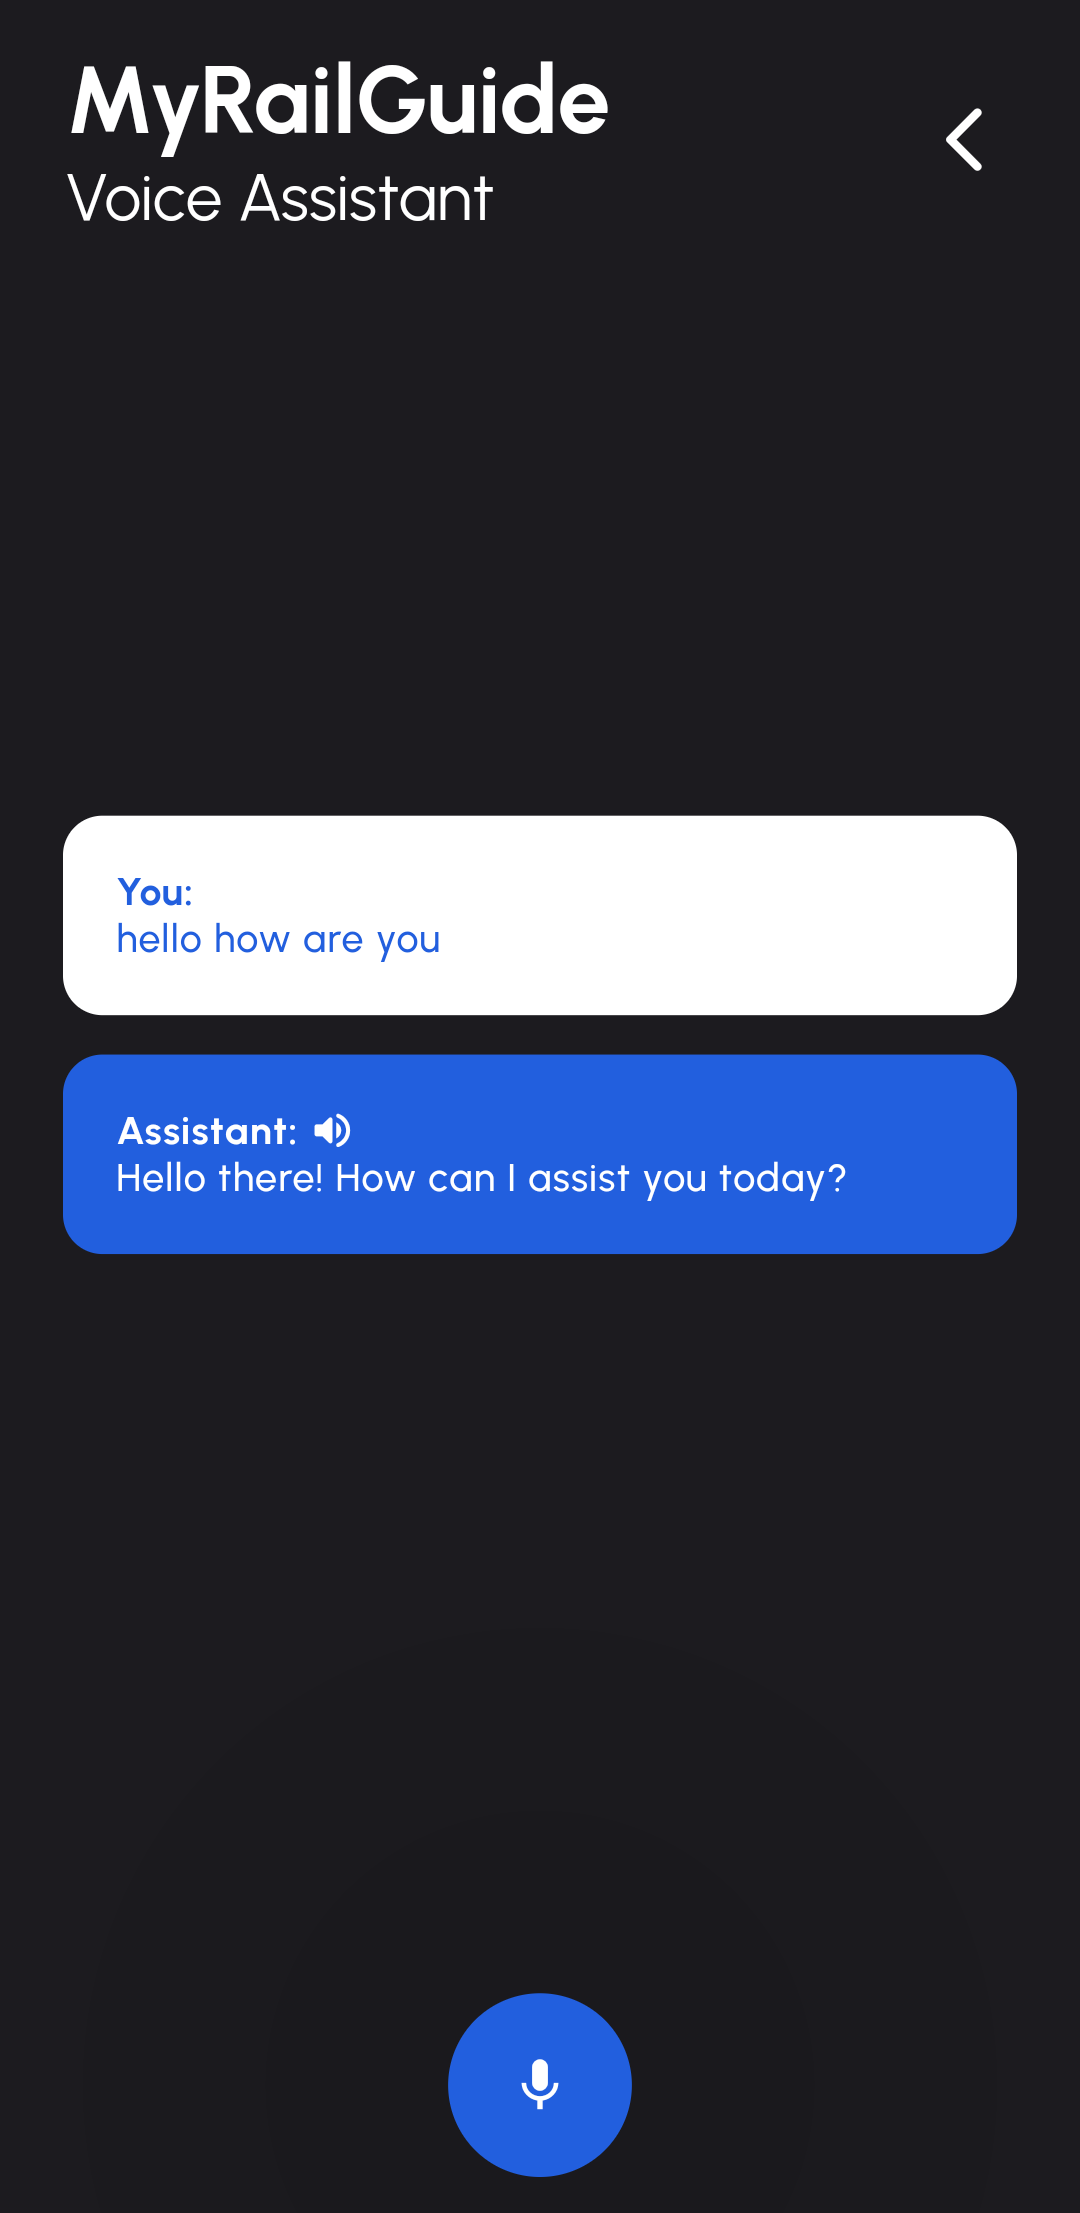 MyRailGuide
Voice Assistant
You:
hello how are you
Assistant:
Hello there! How can I assist you today?